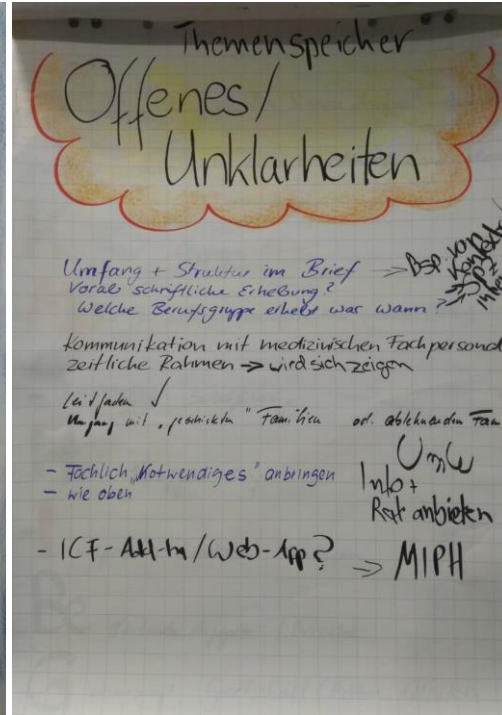 Themenspeicher
Offenes/
Unklarheiten
Umfang + Struktur im Brief → Bsp.
Vorab schriftliche Erhebung?
Welche Berufsgruppe erhebt was wann?
Kommunikation mit medizinischen Fachpersonal
zeitliche Rahmen → wird sich zeigen
Leitfaden
Umgang mit "geschickten" Familien od. ablehnenden Fam
- Fachlich "Notwendiges" anbringen
- wie oben
Info +
Rat anbieten
- ICF-Add-In/Web-App? → MIPH